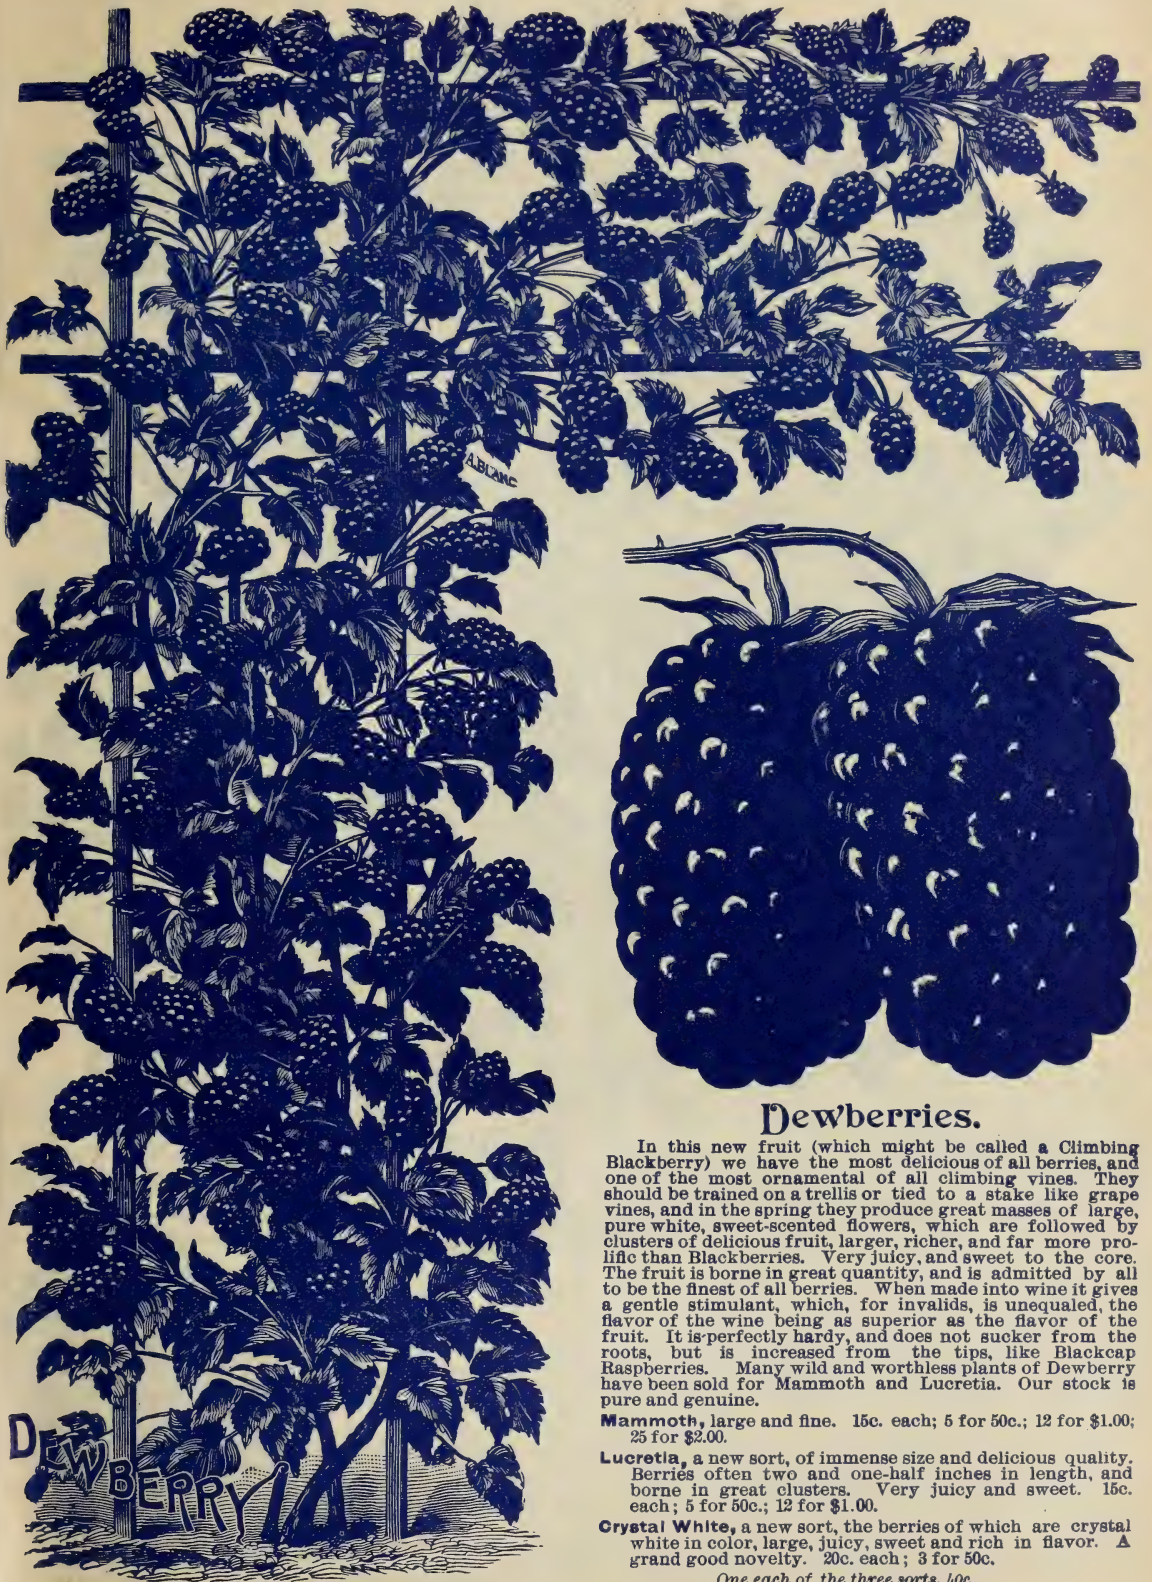 A.BLANC
Dewberries.
In this new fruit (which might be called a Climbing
Blackberry) we have the most delicious of all berries, and
one of the most ornamental of all climbing vines. They
should be trained on a trellis or tied to a stake like grape
vines, and in the spring they produce great masses of large,
pure white, sweet-scented flowers, which are followed by
clusters of delicious fruit, larger, richer, and far more pro-
lific than Blackberries. Very juicy, and sweet to the core.
The fruit is borne in great quantity, and is admitted by all
to be the finest of all berries. When made into wine it gives
a gentle stimulant, which, for invalids, is unequaled, the
flavor of the wine being as superior as the flavor of the
fruit. It is perfectly hardy, and does not sucker from the
roots, but is increased from the tips, like Blackcap
Raspberries. Many wild and worthless plants of Dewberry
have been sold for Mammoth and Lucretia. Our stock is
pure and genuine.
Mammoth, large and fine. 15c. each; 5 for 50c.; 12 for $1.00;
25 for $2.00.
Lucretia, a new sort, of immense size and delicious quality.
Berries often two and one-half inches in length, and
borne in great clusters. Very juicy and sweet. 15c.
each; 5 for 50c.; 12 for $1.00.
Crystal White, a new sort, the berries of which are crystal
white in color, large, juicy, sweet and rich in flavor. A
grand good novelty. 20c. each; 3 for 50c.
One each of the three sorts, 40c.
DEWBERRY